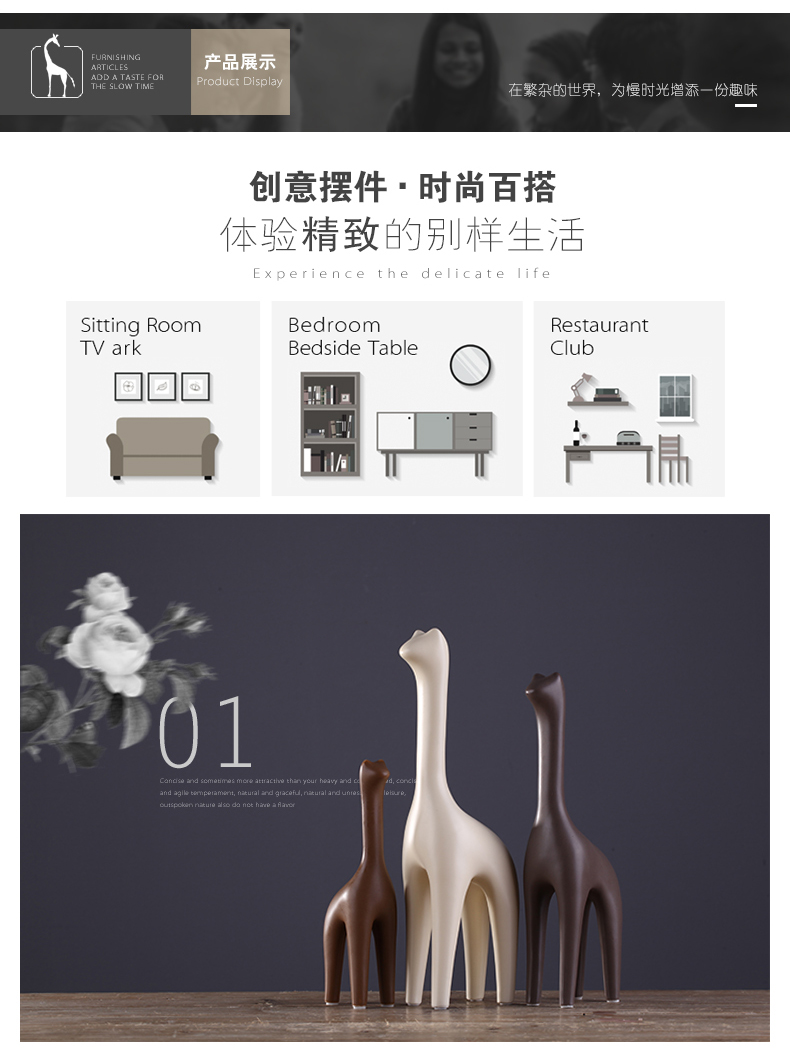 FURNISHING
ARTICLES
ADD A TASTE FOR
THE SLOW TIME
产品展示
Product Display
在繁杂的世界，为慢时光增添一份趣味
创意摆件·时尚百搭
体验精致的别样生活
Experience the delicate life
Sitting Room
TV ark
Bedroom
Bedside Table
Restaurant
Club
01
Concise and sometimes more attractive than your heavy and
and agile temperament, natural and graceful, natural and leisure,
outspoken nature also do not have a flavor